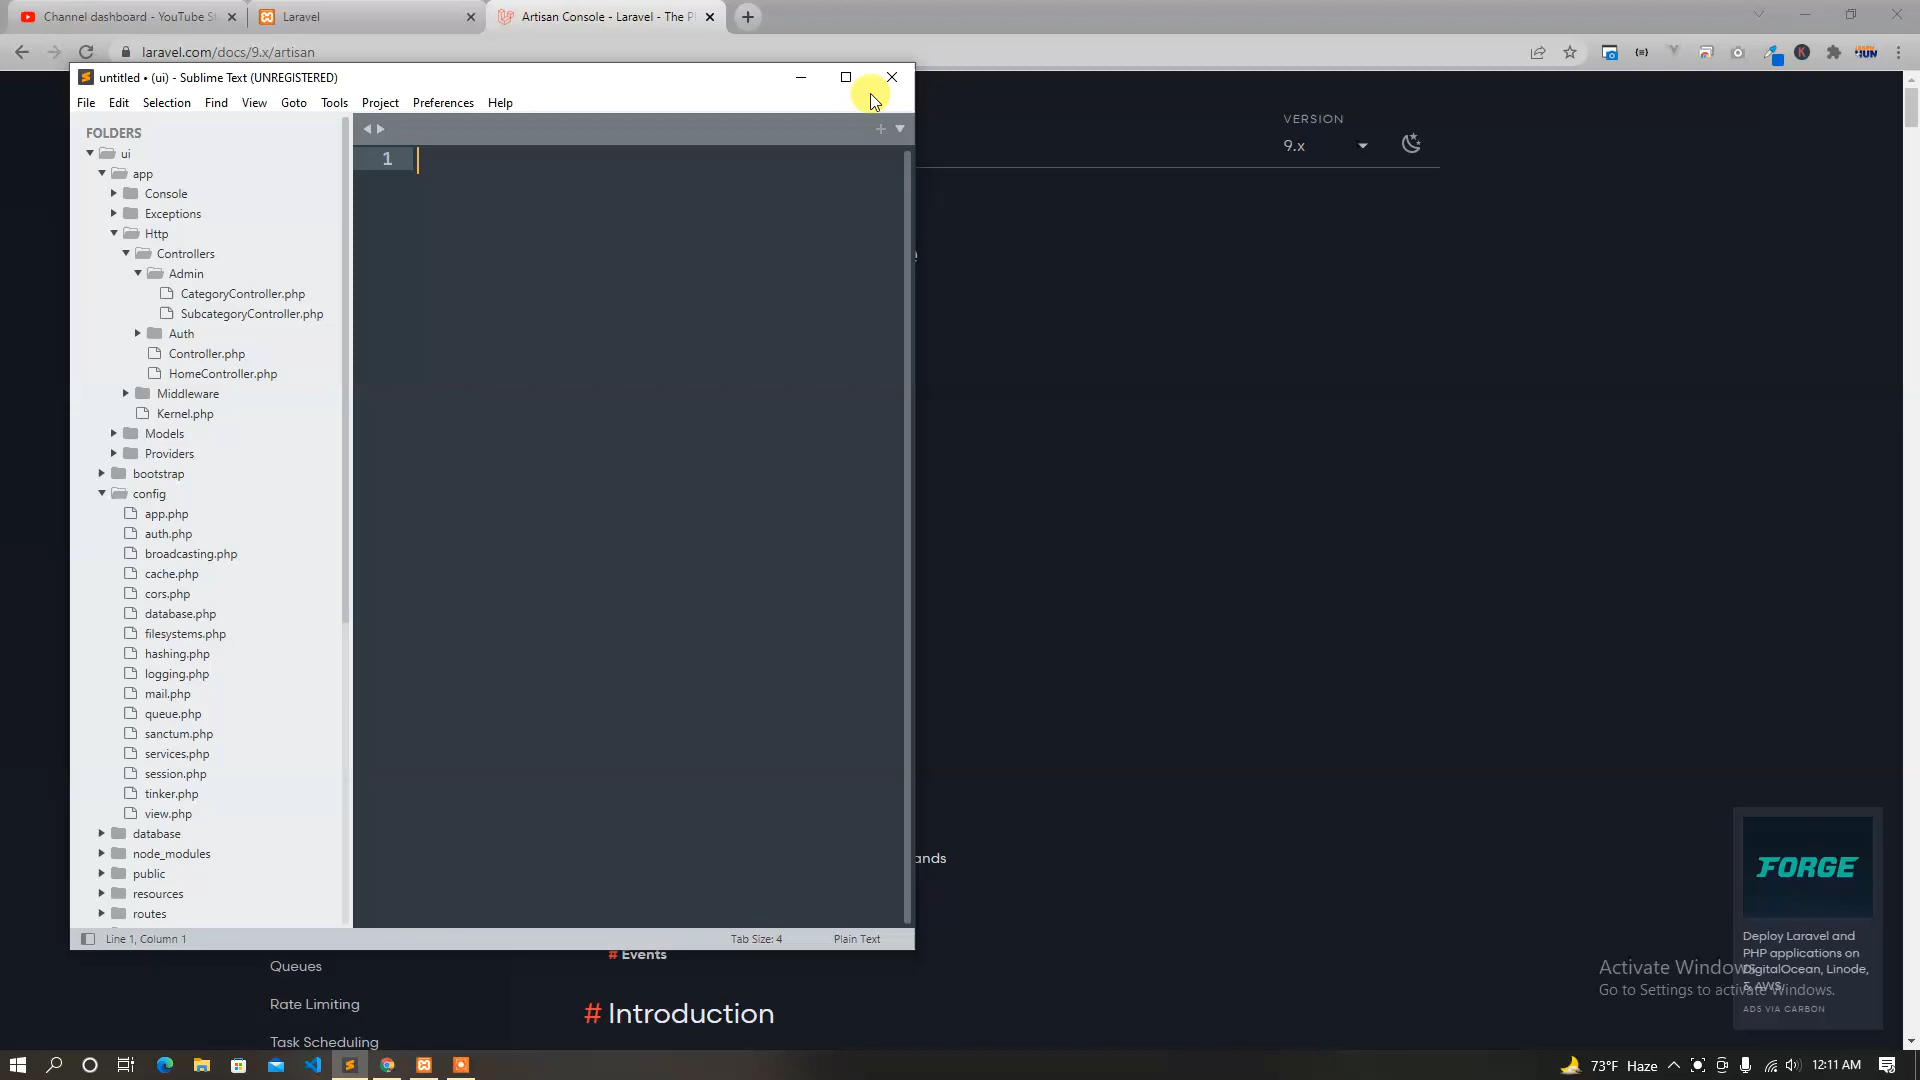 Channel dashboard - YouTube St
Laravel
Artisan Console - Laravel - The P
laravel.com/docs/9.x/artisan
untitled • (ui) - Sublime Text (UNREGISTERED)
File Edit Selection Find View Goto Tools Project Preferences Help
FOLDERS
ui
app
Console
Exceptions
Http
Controllers
Admin
CategoryController.php
SubcategoryController.php
Auth
Controller.php
HomeController.php
Middleware
Kernel.php
Models
Providers
bootstrap
config
app.php
auth.php
broadcasting.php
cache.php
cors.php
database.php
filesystems.php
hashing.php
logging.php
mail.php
queue.php
sanctum.php
services.php
session.php
tinker.php
view.php
database
node_modules
public
resources
routes
1
Line 1, Column 1
Tab Size: 4
Plain Text
VERSION
9.x
ands
# Events
# Introduction
Queues
Rate Limiting
Task Scheduling
FORGE
Deploy Laravel and
PHP applications on
DigitalOcean, Linode,
& AWS.
ADS VIA CARBON
Activate Windows
Go to Settings to activate Windows.
73°F Haze
12:11 AM